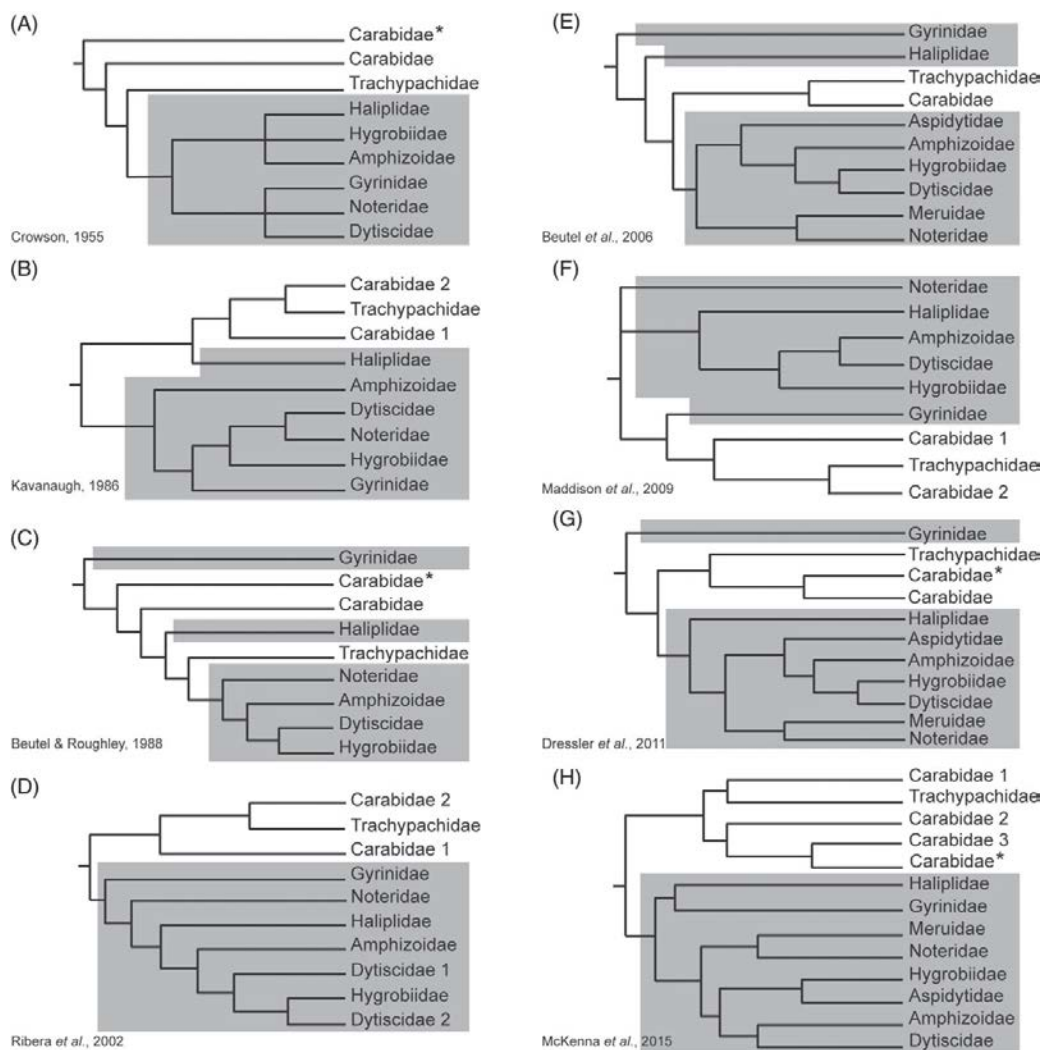 (A)
Carabidae*
Carabidae
Trachypachidae
Haliplidae
Hygrobiidae
Amphizoidae
Gyrinidae
Noteridae
Dytiscidae
Crowson, 1955
(B)
Carabidae 2
Trachypachidae
Carabidae 1
Haliplidae
Amphizoidae
Dytiscidae
Noteridae
Hygrobiidae
Gyrinidae
Kavanaugh, 1986
(C)
Gyrinidae
Carabidae*
Carabidae
Haliplidae
Trachypachidae
Noteridae
Amphizoidae
Dytiscidae
Hygrobiidae
Beutel & Roughley, 1988
(D)
Carabidae 2
Trachypachidae
Carabidae 1
Gyrinidae
Noteridae
Haliplidae
Amphizoidae
Dytiscidae 1
Hygrobiidae
Dytiscidae 2
Ribera et al., 2002
(E)
Gyrinidae
Haliplidae
Trachypachidae
Carabidae
Aspidytidae
Amphizoidae
Hygrobiidae
Dytiscidae
Meruidae
Noteridae
Beutel et al., 2006
(F)
Noteridae
Haliplidae
Amphizoidae
Dytiscidae
Hygrobiidae
Gyrinidae
Carabidae 1
Trachypachidae
Carabidae 2
Maddison et al., 2009
(G)
Gyrinidae
Trachypachidae
Carabidae*
Carabidae
Haliplidae
Aspidytidae
Amphizoidae
Hygrobiidae
Dytiscidae
Meruidae
Noteridae
Dressler et al., 2011
(H)
Carabidae 1
Trachypachidae
Carabidae 2
Carabidae 3
Carabidae*
Haliplidae
Gyrinidae
Meruidae
Noteridae
Hygrobiidae
Aspidytidae
Amphizoidae
Dytiscidae
McKenna et al., 2015